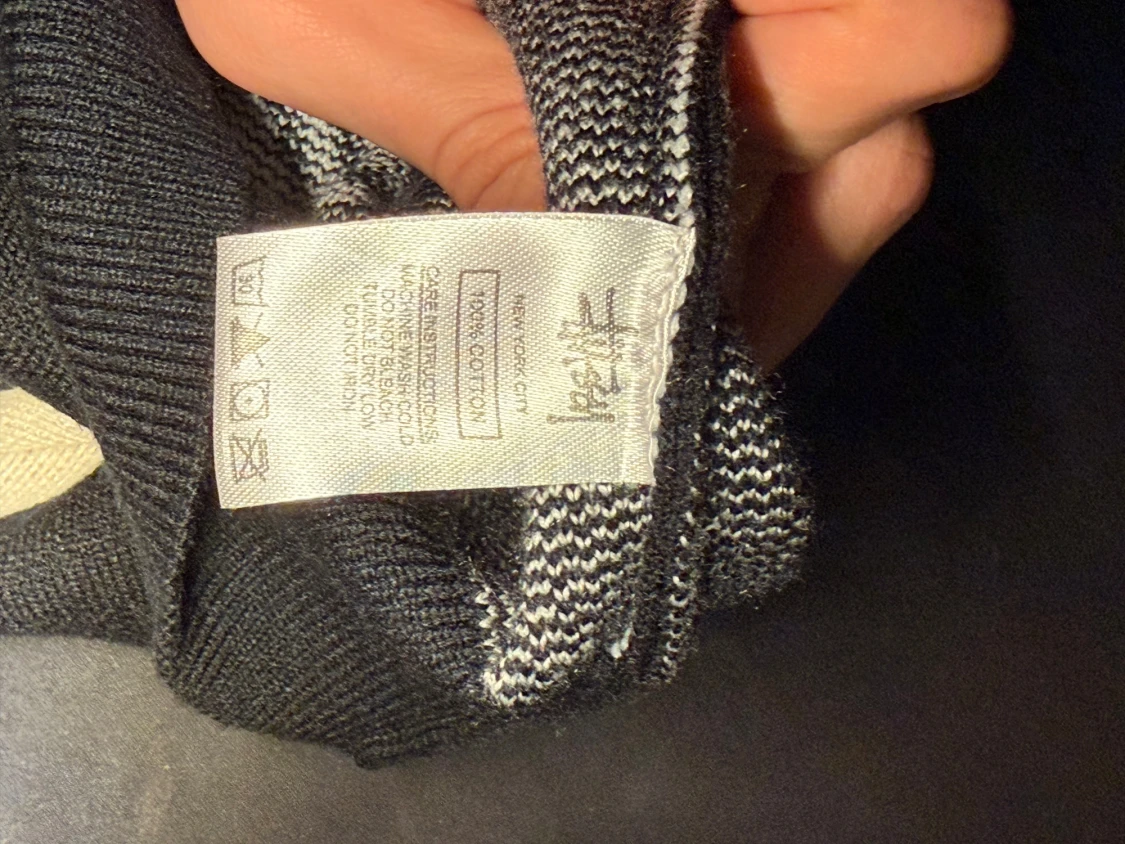 NEW YORK CITY
100% COTTON
CARE INSTRUCTIONS:
MACHINE WASH COLD
DO NOT BLEACH
TUMBLE DRY LOW
DO NOT IRON
30